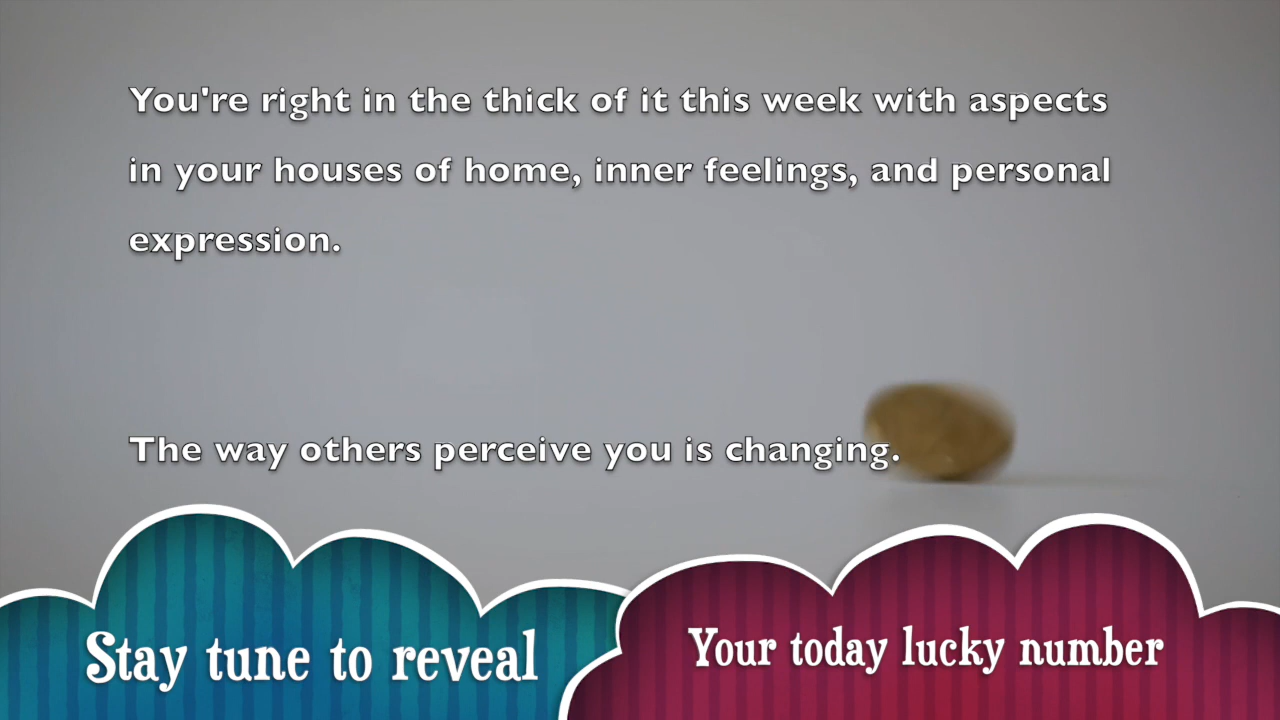 You're right in the thick of it this week with aspects
in your houses of home, inner feelings, and personal
expression.
The way others perceive you is changing.
Stay tune to reveal
Your today lucky number